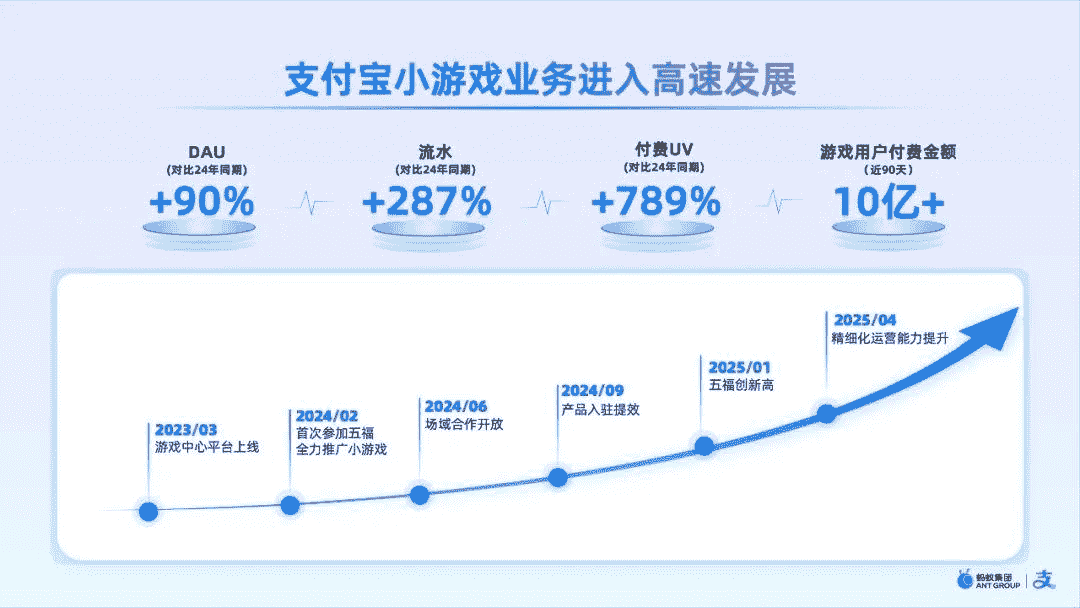 支付宝小游戏业务进入高速发展
DAU
(对比24年同期)
+90%
流水
(对比24年同期)
+287%
付费UV
(对比24年同期)
+789%
游戏用户付费金额
(近90天)
10亿+
2023/03
游戏中心平台上线
2024/02
首次参加五福
全力推广小游戏
2024/06
场域合作开放
2024/09
产品入驻提效
2025/01
五福创新高
2025/04
精细化运营能力提升
蚂蚁集团
ANT GROUP
支